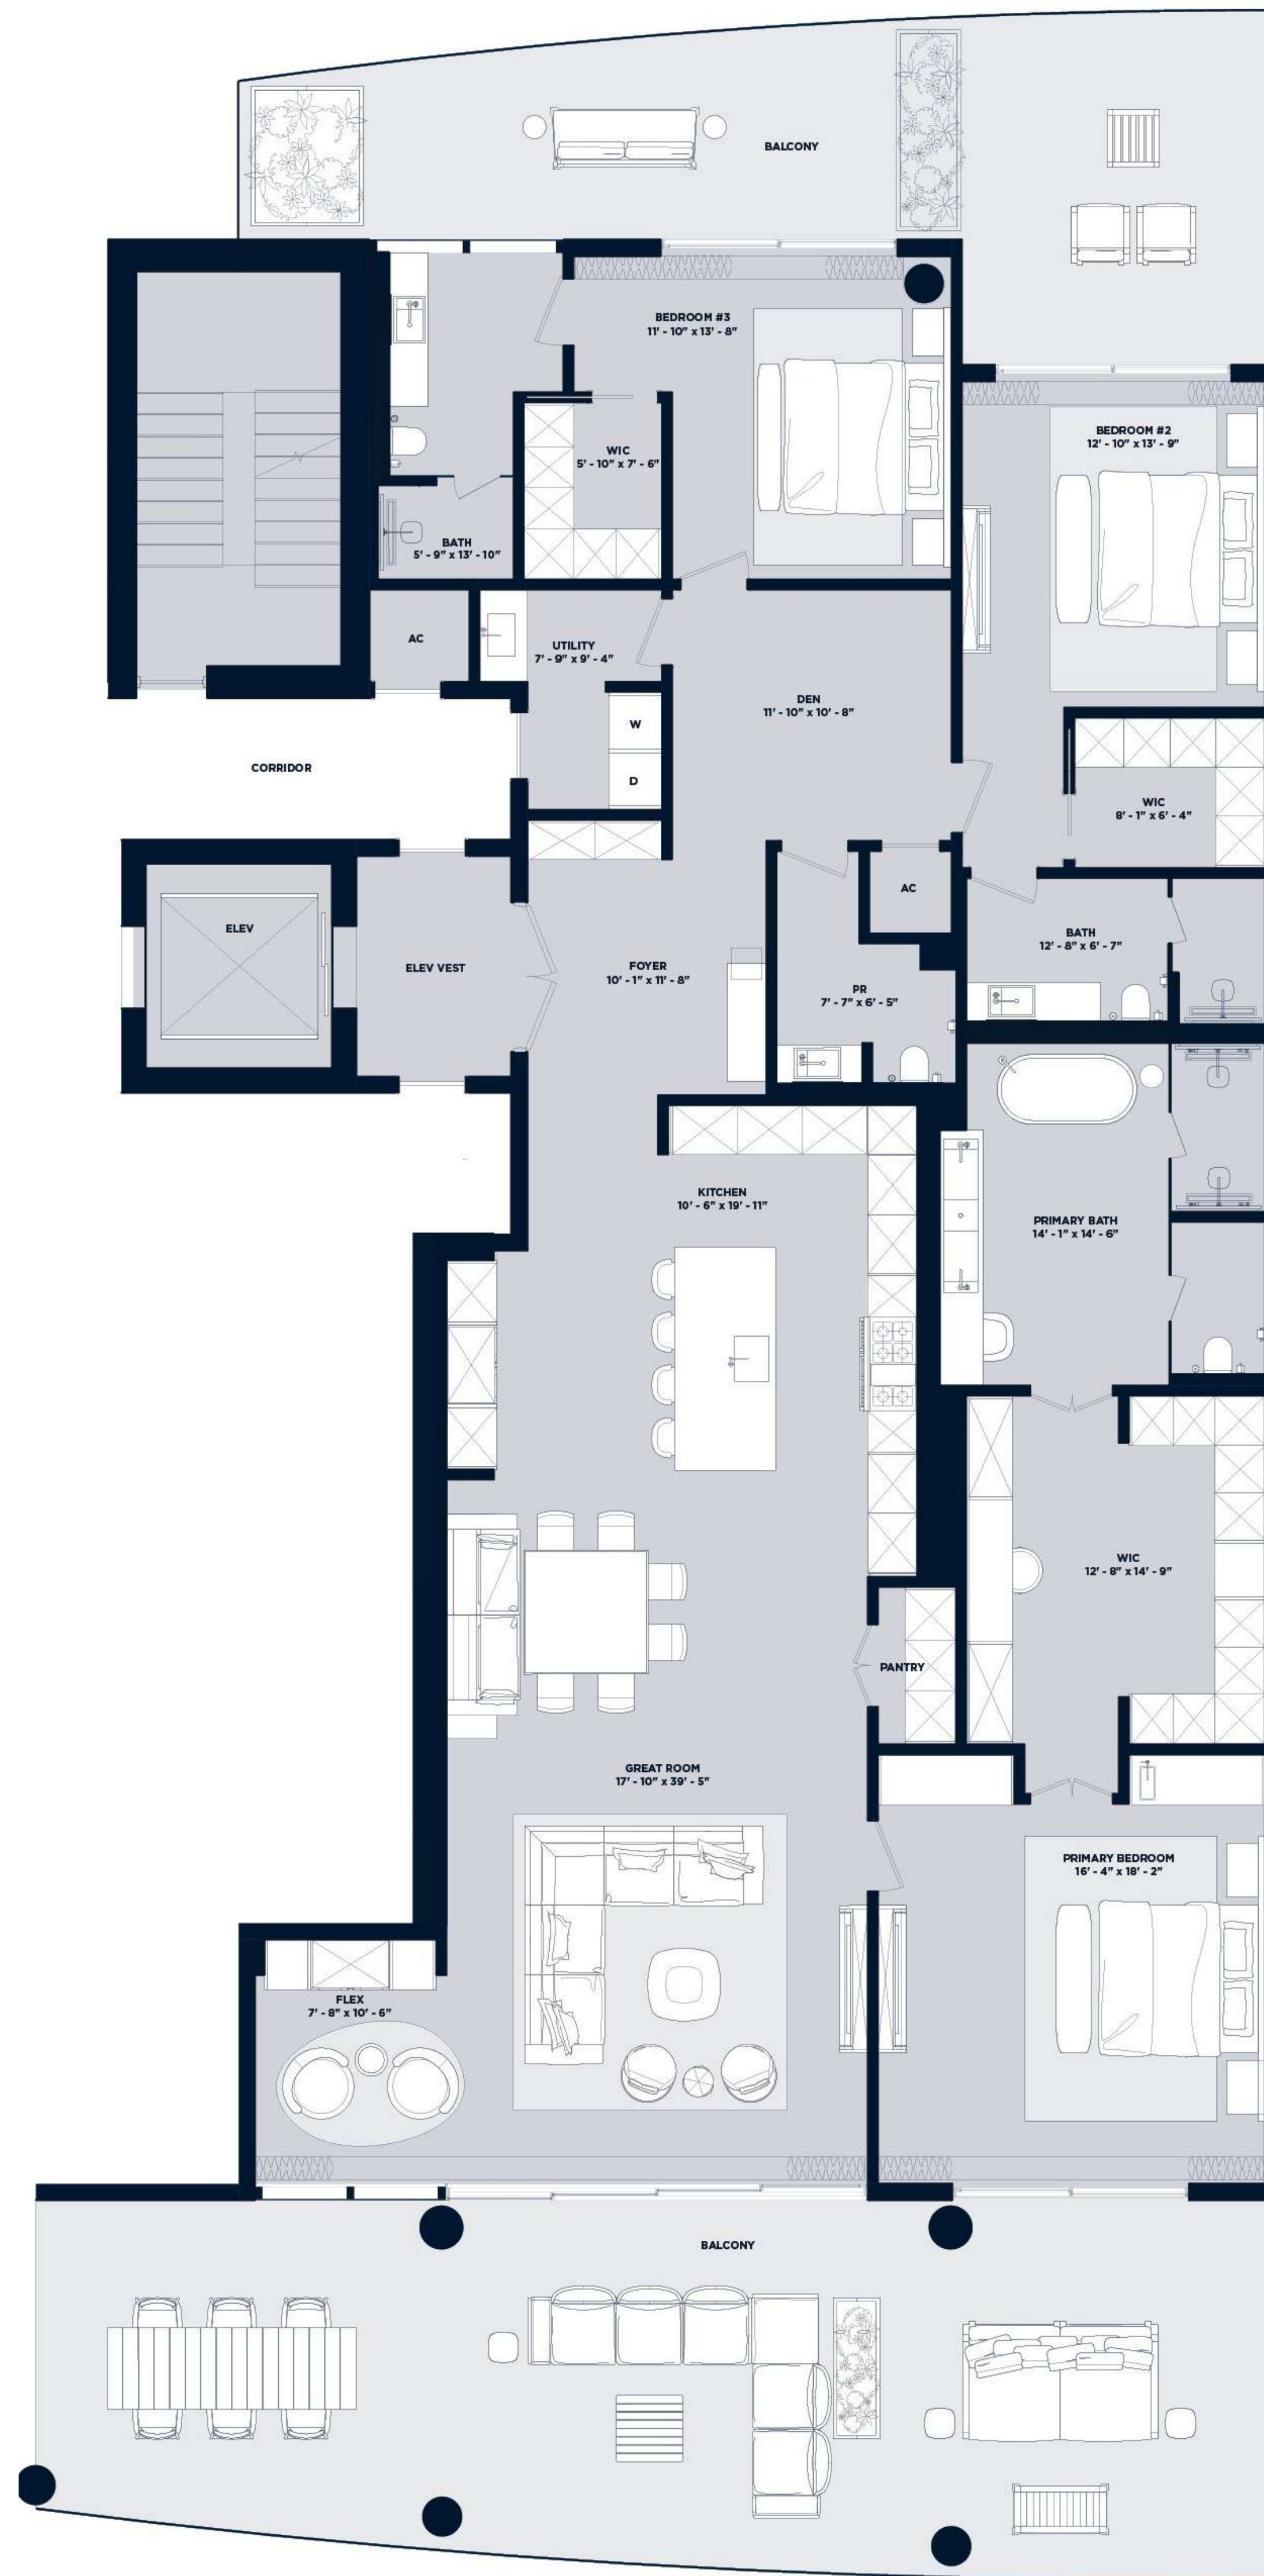 BALCONY
BEDROOM #3
11' - 10" x 13' - 8"
BEDROOM #2
12' - 10" x 13' - 9"
WIC
5' - 10" x 7' - 6"
BATH
5' - 9" x 13' - 10"
AC
UTILITY
7' - 9" x 9' - 4"
DEN
11' - 10" x 10' - 8"
W
D
CORRIDOR
WIC
8' - 1" x 6' - 4"
AC
ELEV
ELEV VEST
FOYER
10' - 1" x 11' - 8"
BATH
12' - 8" x 6' - 7"
PR
7' - 7" x 6' - 5"
KITCHEN
10' - 6" x 19' - 11"
PRIMARY BATH
14' - 1" x 14' - 6"
WIC
12' - 8" x 14' - 9"
PANTRY
GREAT ROOM
17' - 10" x 39' - 5"
PRIMARY BEDROOM
16' - 4" x 18' - 2"
FLEX
7' - 8" x 10' - 6"
BALCONY